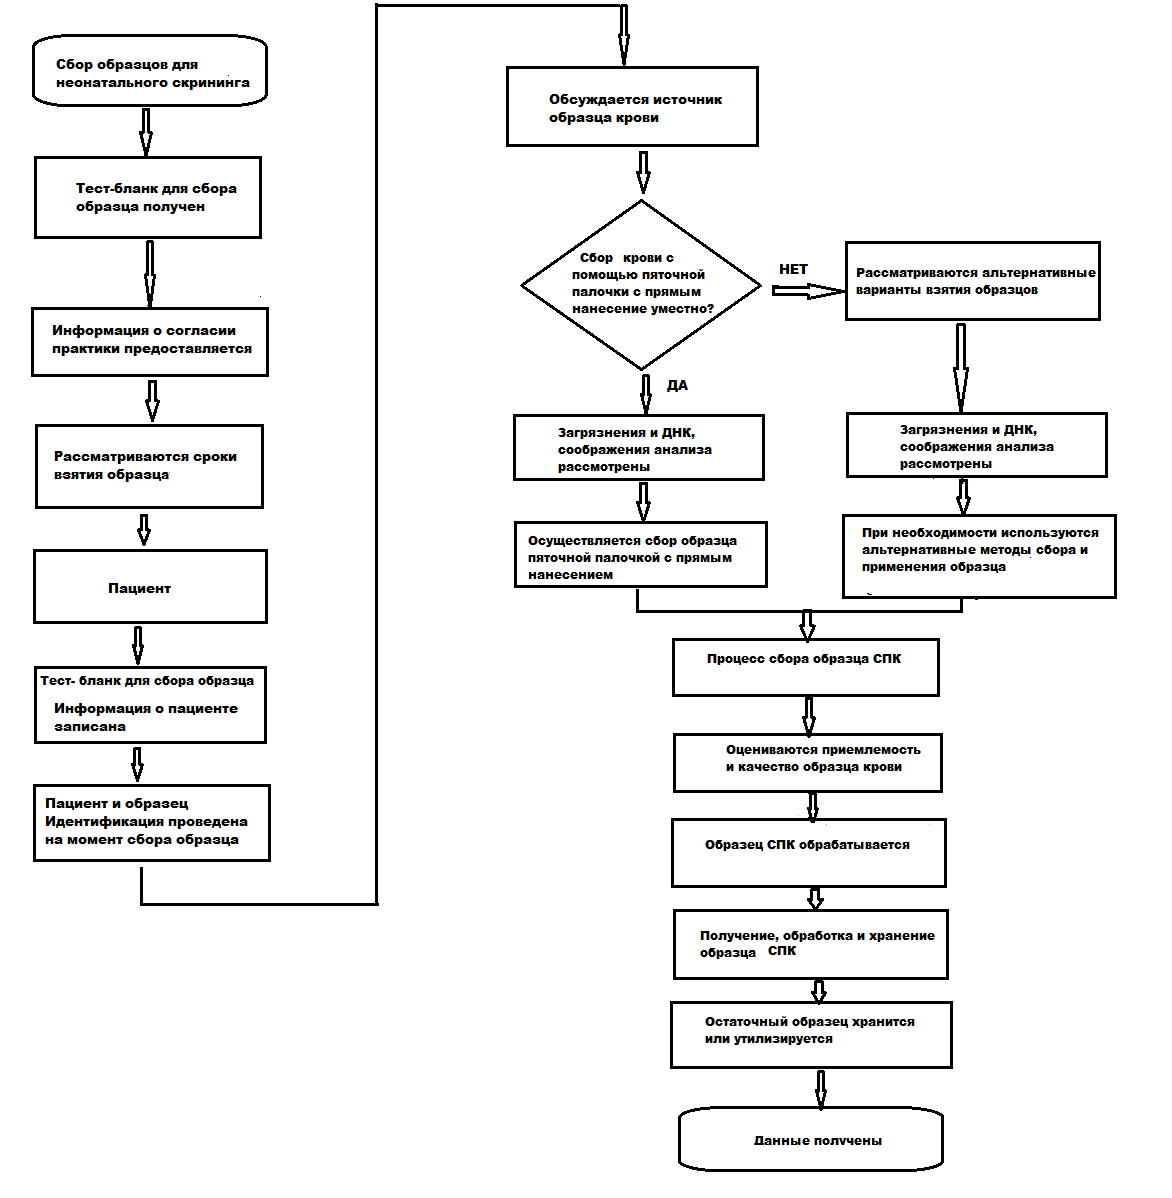 Сбор образцов для
неонатального скрининга
Тест-бланк для сбора
образца получен
Информация о согласии
практики предоставляется
Рассматриваются сроки
взятия образца
Пациент
Тест- бланк для сбора образца
Информация о пациенте
записана
Пациент и образец
Идентификация проведена
на момент сбора образца
Обсуждается источник
образца крови
Сбор крови с
помощью пяточной
палочки с прямым
нанесение уместно?
НЕТ
Рассматриваются альтернативные
варианты взятия образцов
ДА
Загрязнения и ДНК,
соображения анализа
рассмотрены
Загрязнения и ДНК,
соображения анализа
рассмотрены
Осуществляется сбор образца
пяточной палочкой с прямым
нанесением
При необходимости используются
альтернативные методы сбора и
применения образца
Процесс сбора образца СПК
Оцениваются приемлемость
и качество образца крови
Образец СПК обрабатывается
Получение, обработка и хранение
образца СПК
Остаточный образец хранится
или утилизируется
Данные получены